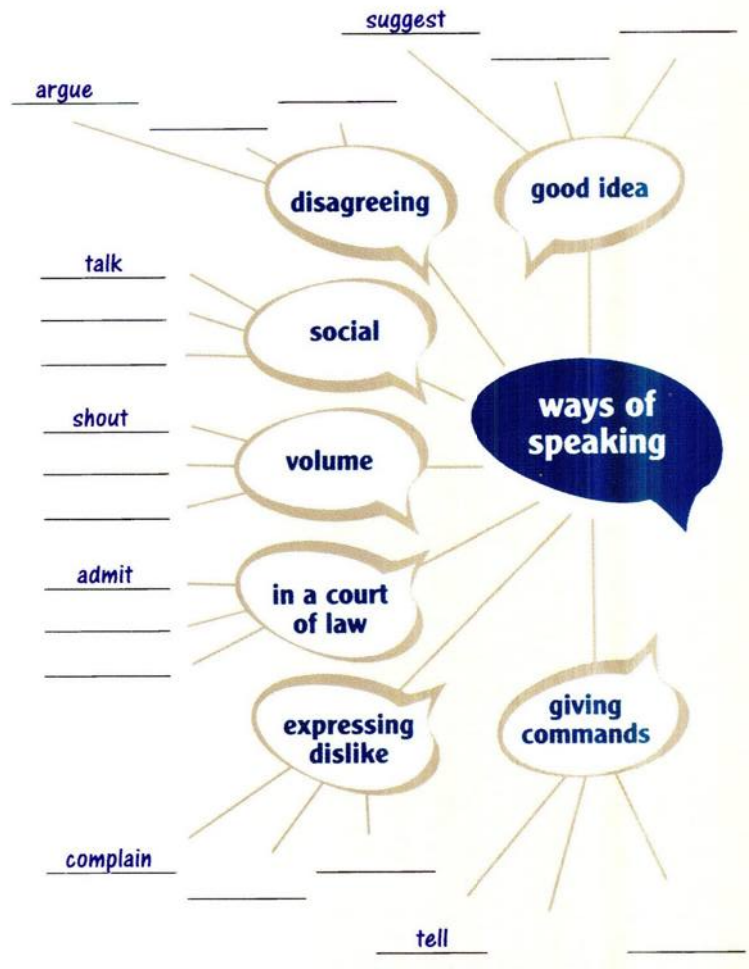 suggest
argue
disagreeing
good idea
talk
social
ways of
speaking
shout
volume
admit
in a court
of law
expressing
dislike
giving
commands
complain
tell